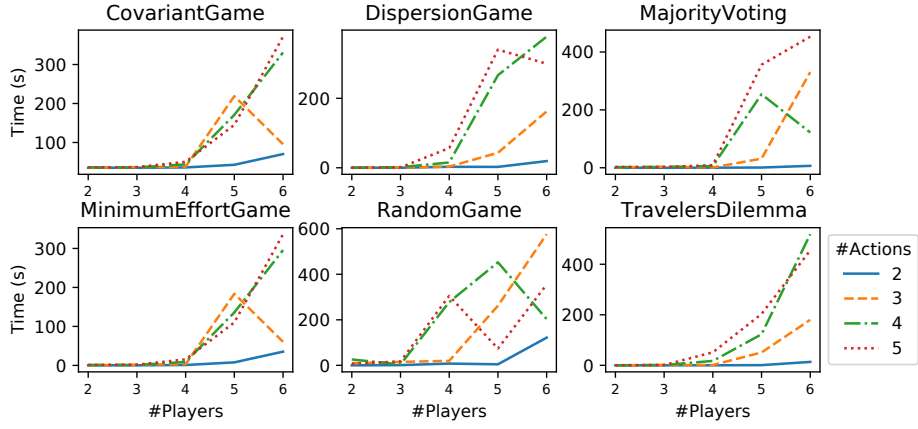 CovariantGame
DispersionGame
MajorityVoting
Time (s)
300
200
100
2 3 4 5 6
200
0
2 3 4 5 6
400
200
0
2 3 4 5 6
MinimumEffortGame
RandomGame
TravelersDilemma
Time (s)
300
200
100
0
2 3 4 5 6
#Players
600
400
200
0
2 3 4 5 6
#Players
400
200
0
2 3 4 5 6
#Players
#Actions
2
3
4
5